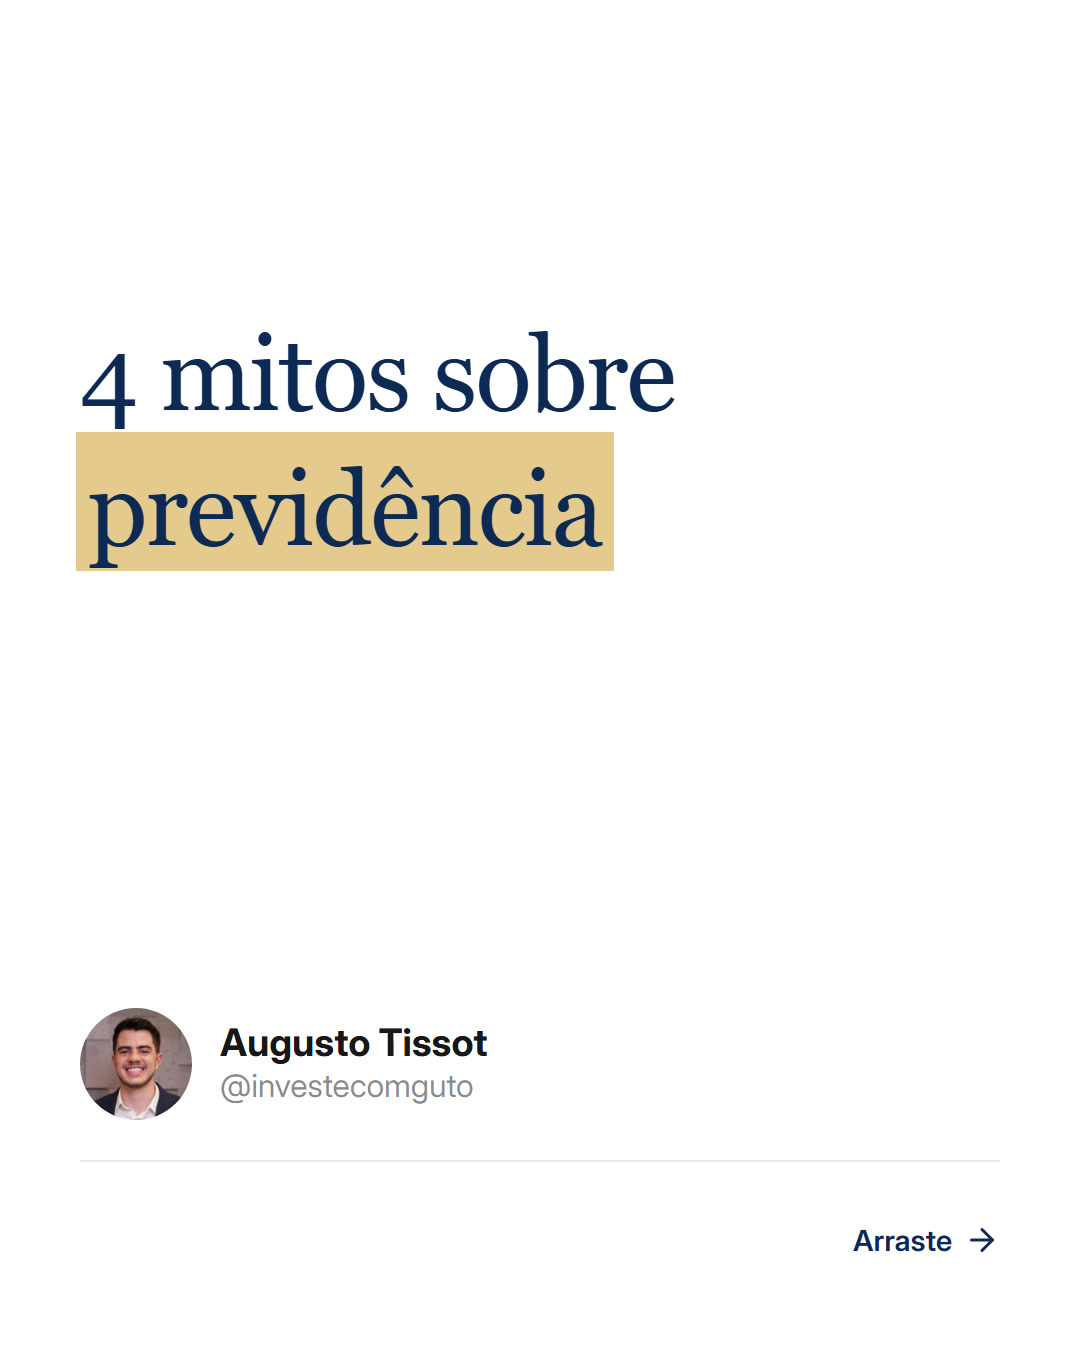 4 mitos sobre
previdência
Augusto Tissot
@investecomguto
Arraste →